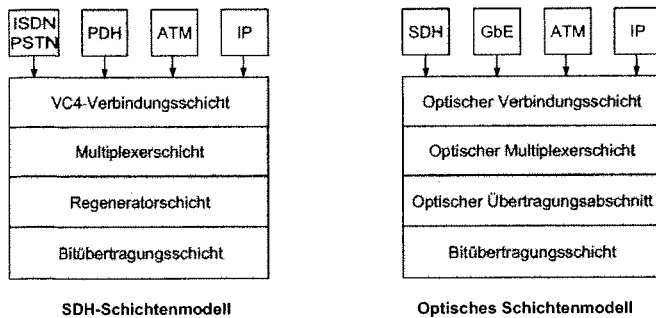 ISDN
PSTN
PDH
ATM
IP
VC4-Verbindungsschicht
Multiplexerschicht
Regeneratorschicht
Bitübertragungsschicht
SDH-Schichtenmodell
SDH
GbE
ATM
IP
Optischer Verbindungsschicht
Optischer Multiplexerschicht
Optischer Übertragungsabschnitt
Bitübertragungsschicht
Optisches Schichtenmodell